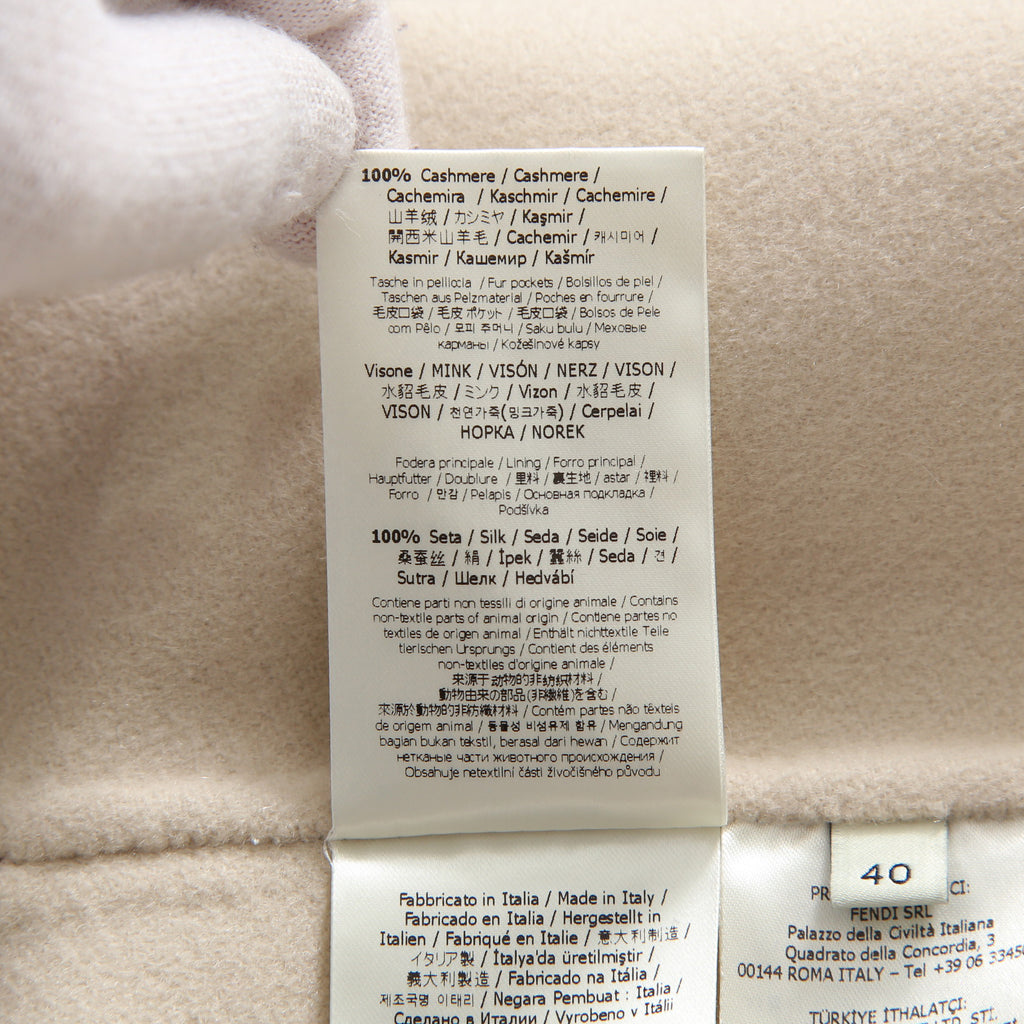 100% Cashmere / Cashmere /
Cachemira / Kaschmir / Cachemire /
山羊绒 / カシミヤ / Kaşmir /
開西米山羊毛 / Cachemir / 캐시미어 /
Kasmir / Кашемир / Kašmír
Tasche in pelliccia / Fur pockets / Bolsillos de piel /
Taschen aus Pelzmaterial / Poches en fourrure /
毛皮口袋 / 毛皮 ポケット / 毛皮口袋 / Bolsos de Pele
com Pêlo / 모피 주머니 / Saku bulu / Меховые
карманы / Kožešinové kapsy
Visone / MINK / VISÓN / NERZ / VISON /
水貂毛皮 / ミンク / Vizon / 水貂毛皮 /
VISON / 천연가죽(밍크가죽) / Cerpelai /
НОРКА / NOREK
Fodera principale / Lining / Forro principal /
Hauptfutter / Doublure / 里料 / 裏生地 / astar / 裡料 /
Forro / 안감 / Pelapis / Основная подкладка /
Podšívka
100% Seta / Silk / Seda / Seide / Soie /
桑蚕丝 / 絹 / İpek / 蠶絲 / Seda / 견 /
Sutra / Шелк / Hedvábí
Contiene parti non tessili di origine animale / Contains
non-textile parts of animal origin / Contiene partes no
textiles de origen animal / Enthält nichttextile Teile
tierischen Ursprungs / Contient des éléments
non-textiles d'origine animale /
来源于动物的非纺织材料 /
動物由来の部品(非繊維)を含む /
來源於動物的非紡織材料 / Contém partes não têxteis
de origem animal / 동물성 비섬유제 함유 / Mengandung
bagian bukan tekstil, berasal dari hewan / Содержит
нетканые части животного происхождения /
Obsahuje netextilní části živočišného původu
Fabbricato in Italia / Made in Italy /
Fabricado en Italia / Hergestellt in
Italien / Fabriqué en Italie / 意大利制造 /
イタリア製 / İtalya'da üretilmiştir /
義大利製造 / Fabricado na Itália /
제조국명 이태리 / Negara Pembuat : Italia /
Сделано в Италии / Vyrobeno v Itálii
40
PR CI:
FENDI SRL
Palazzo della Civiltà Italiana
Quadrato della Concordia, 3
00144 ROMA ITALY - Tel +39 06 3345
TÜRKİYE İTHALATÇI:
LTD. STI.